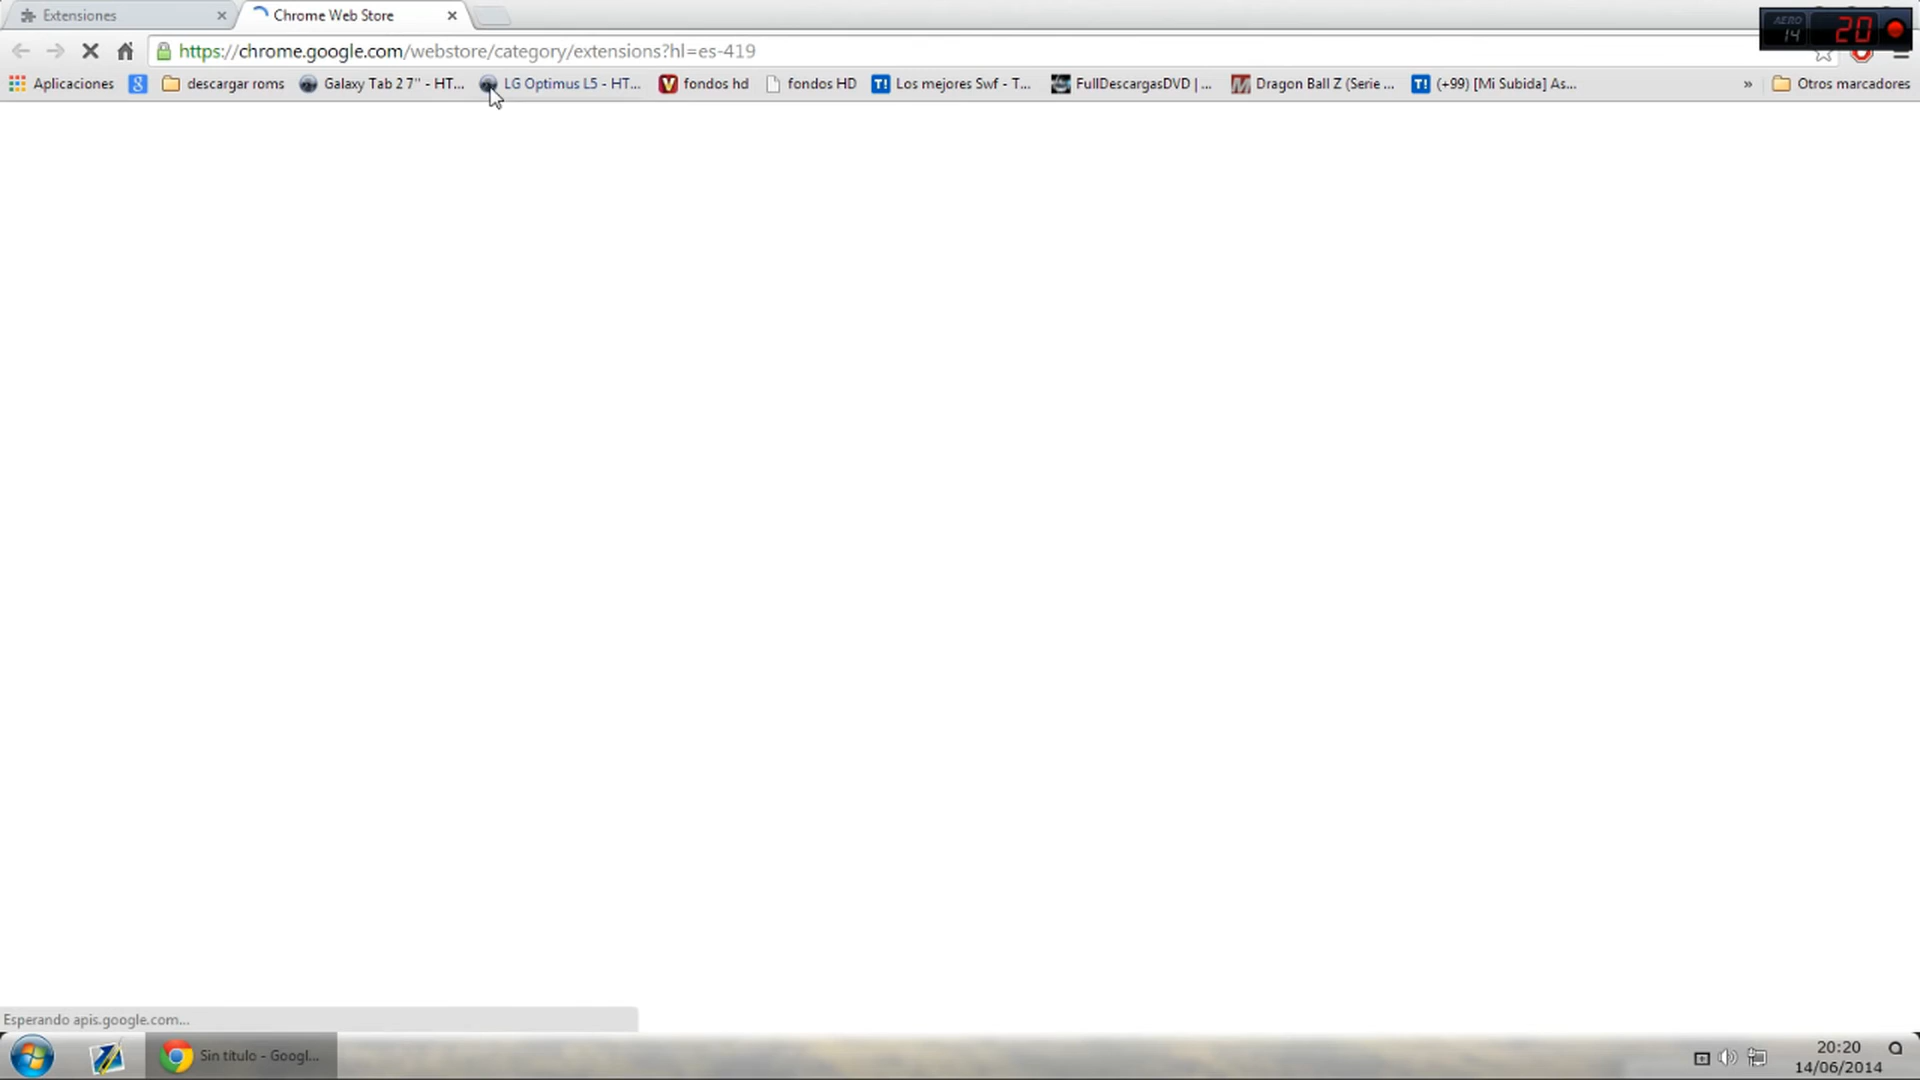 Extensiones
Chrome Web Store
AERO 14 20
https://chrome.google.com/webstore/category/extensions?hl=es-419
Aplicaciones descargar roms Galaxy Tab 2 7" - HT... LG Optimus L5 - HT... fondos hd fondos HD Los mejores Swf - T... FullDescargasDVD | ... Dragon Ball Z (Serie ... (+99) [Mi Subida] As... » Otros marcadores
Esperando apis.google.com...
Sin título - Googl...
20:20
14/06/2014